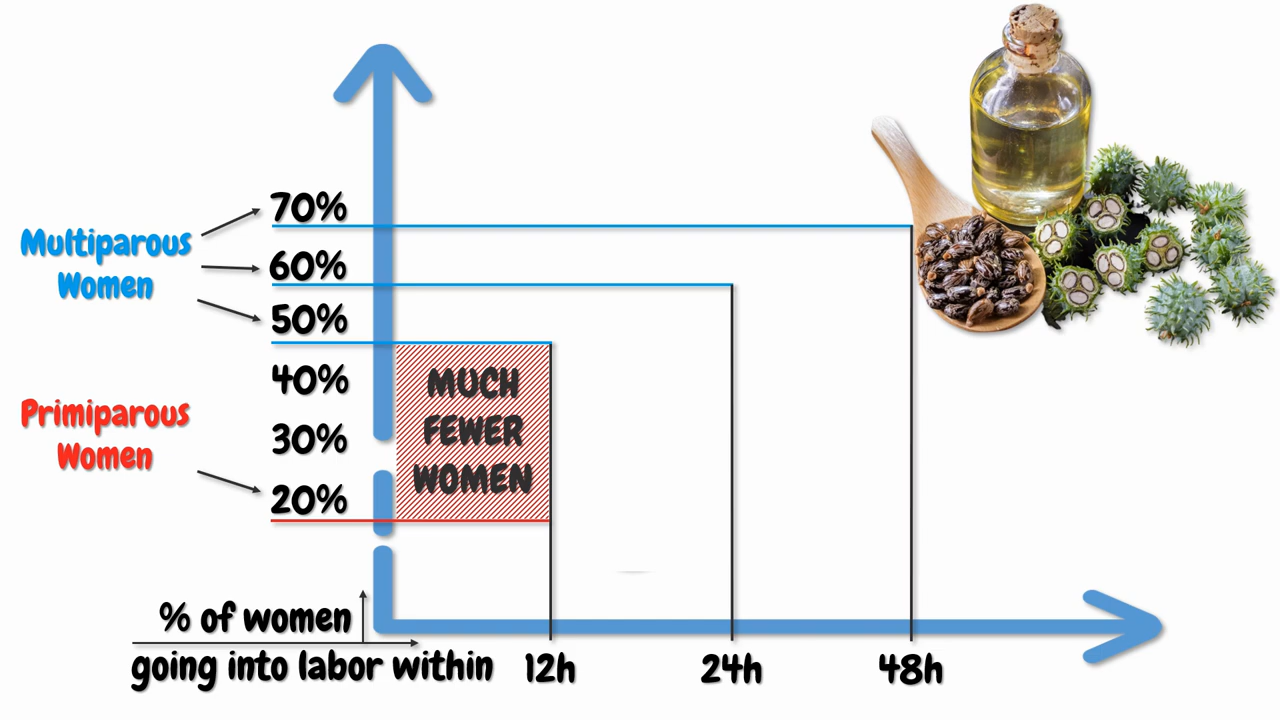 70%
Multiparous
Women
60%
50%
40%
MUCH
FEWER
WOMEN
Primiparous
Women
30%
20%
% of women
going into labor within
12h
24h
48h